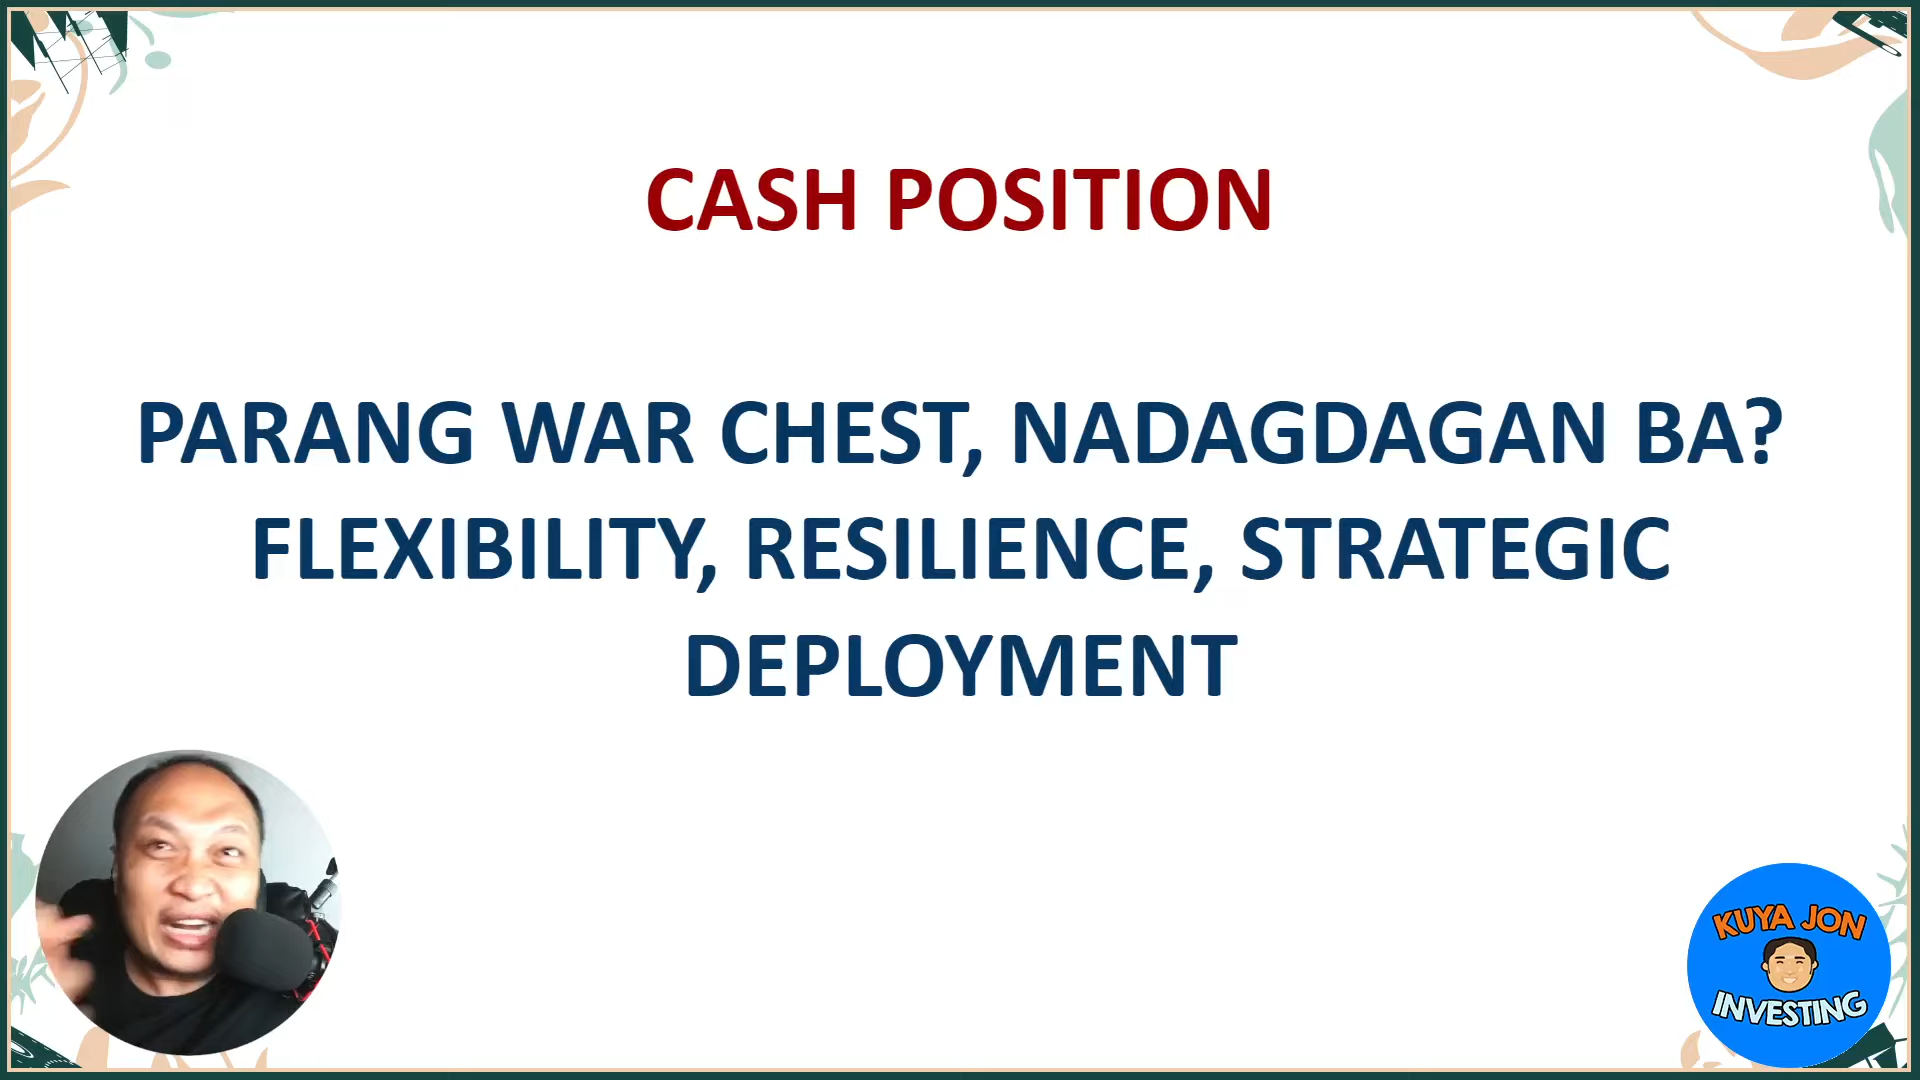 CASH POSITION
PARANG WAR CHEST, NADAGDAGAN BA?
FLEXIBILITY, RESILIENCE, STRATEGIC
DEPLOYMENT
KUYA JON
INVESTING